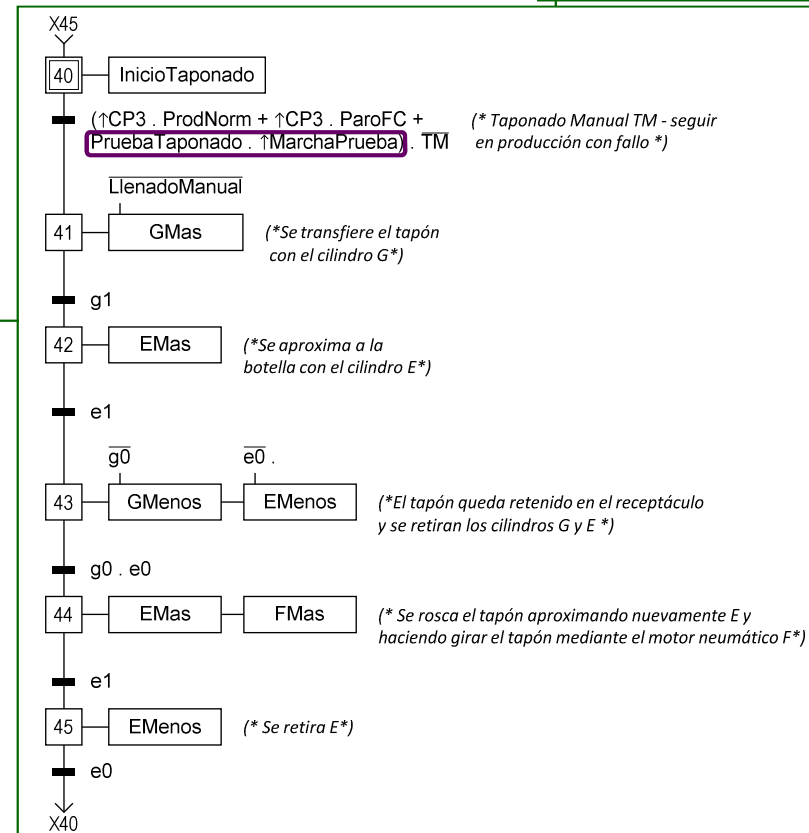 X45
40 InicioTaponado
(↑CP3 . ProdNorm + ↑CP3 . ParoFC + (* Taponado Manual TM - seguir
PruebaTaponado . ↑MarchaPrueba) . T̅M̅ en producción con fallo *)
L̅l̅e̅n̅a̅d̅o̅M̅a̅n̅u̅a̅l̅
41 GMas (*Se transfiere el tapón
con el cilindro G*)
g1
42 EMas (*Se aproxima a la
botella con el cilindro E*)
e1
g̅0̅ e̅0̅ .
43 GMenos EMenos (*El tapón queda retenido en el receptáculo
y se retiran los cilindros G y E *)
g0 . e0
44 EMas FMas (* Se rosca el tapón aproximando nuevamente E y
haciendo girar el tapón mediante el motor neumático F*)
e1
45 EMenos (* Se retira E*)
e0
X40